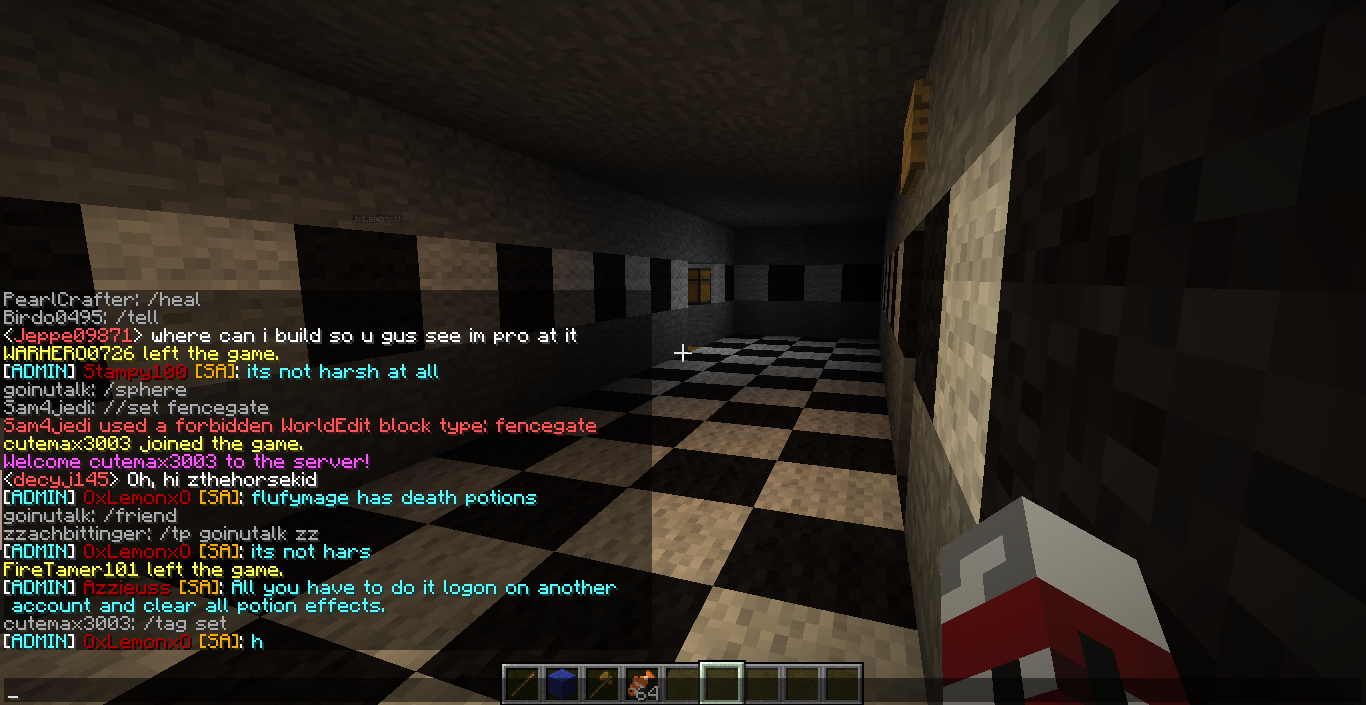 0xLemonx0
PearlCrafter: /heal
Birdo0495: /tell
<Jeppe09871> where can i build so u gus see im pro at it
WARHERO0726 left the game.
[ADMIN] Stampy100 [SA]: its not harsh at all
goinutalk: /sphere
Sam4jedi: //set fencegate
Sam4jedi used a forbidden WorldEdit block type: fencegate
cutemax3003 joined the game.
Welcome cutemax3003 to the server!
<decyj145> Oh, hi zthehorsekid
[ADMIN] 0xLemonx0 [SA]: flufymage has death potions
goinutalk: /friend
zzachbittinger: /tp goinutalk zz
[ADMIN] 0xLemonx0 [SA]: its not hars
FireTamer101 left the game.
[ADMIN] Azzieuss [SA]: All you have to do it logon on another
account and clear all potion effects.
cutemax3003: /tag set
[ADMIN] 0xLemonx0 [SA]: h
_
64